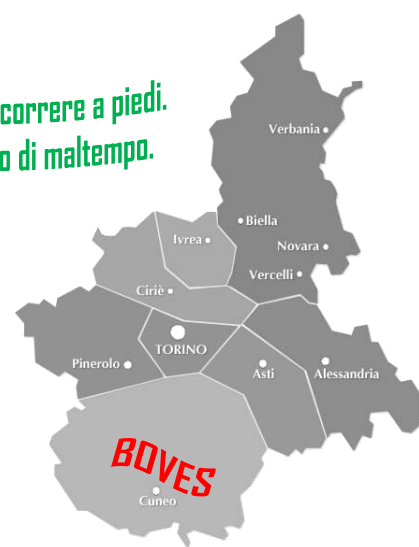 correre a piedi.
o di maltempo.
Verbania
Biella
Ivrea
Novara
Vercelli
Ciriè
TORINO
Pinerolo
Asti
Alessandria
BOVES
Cuneo